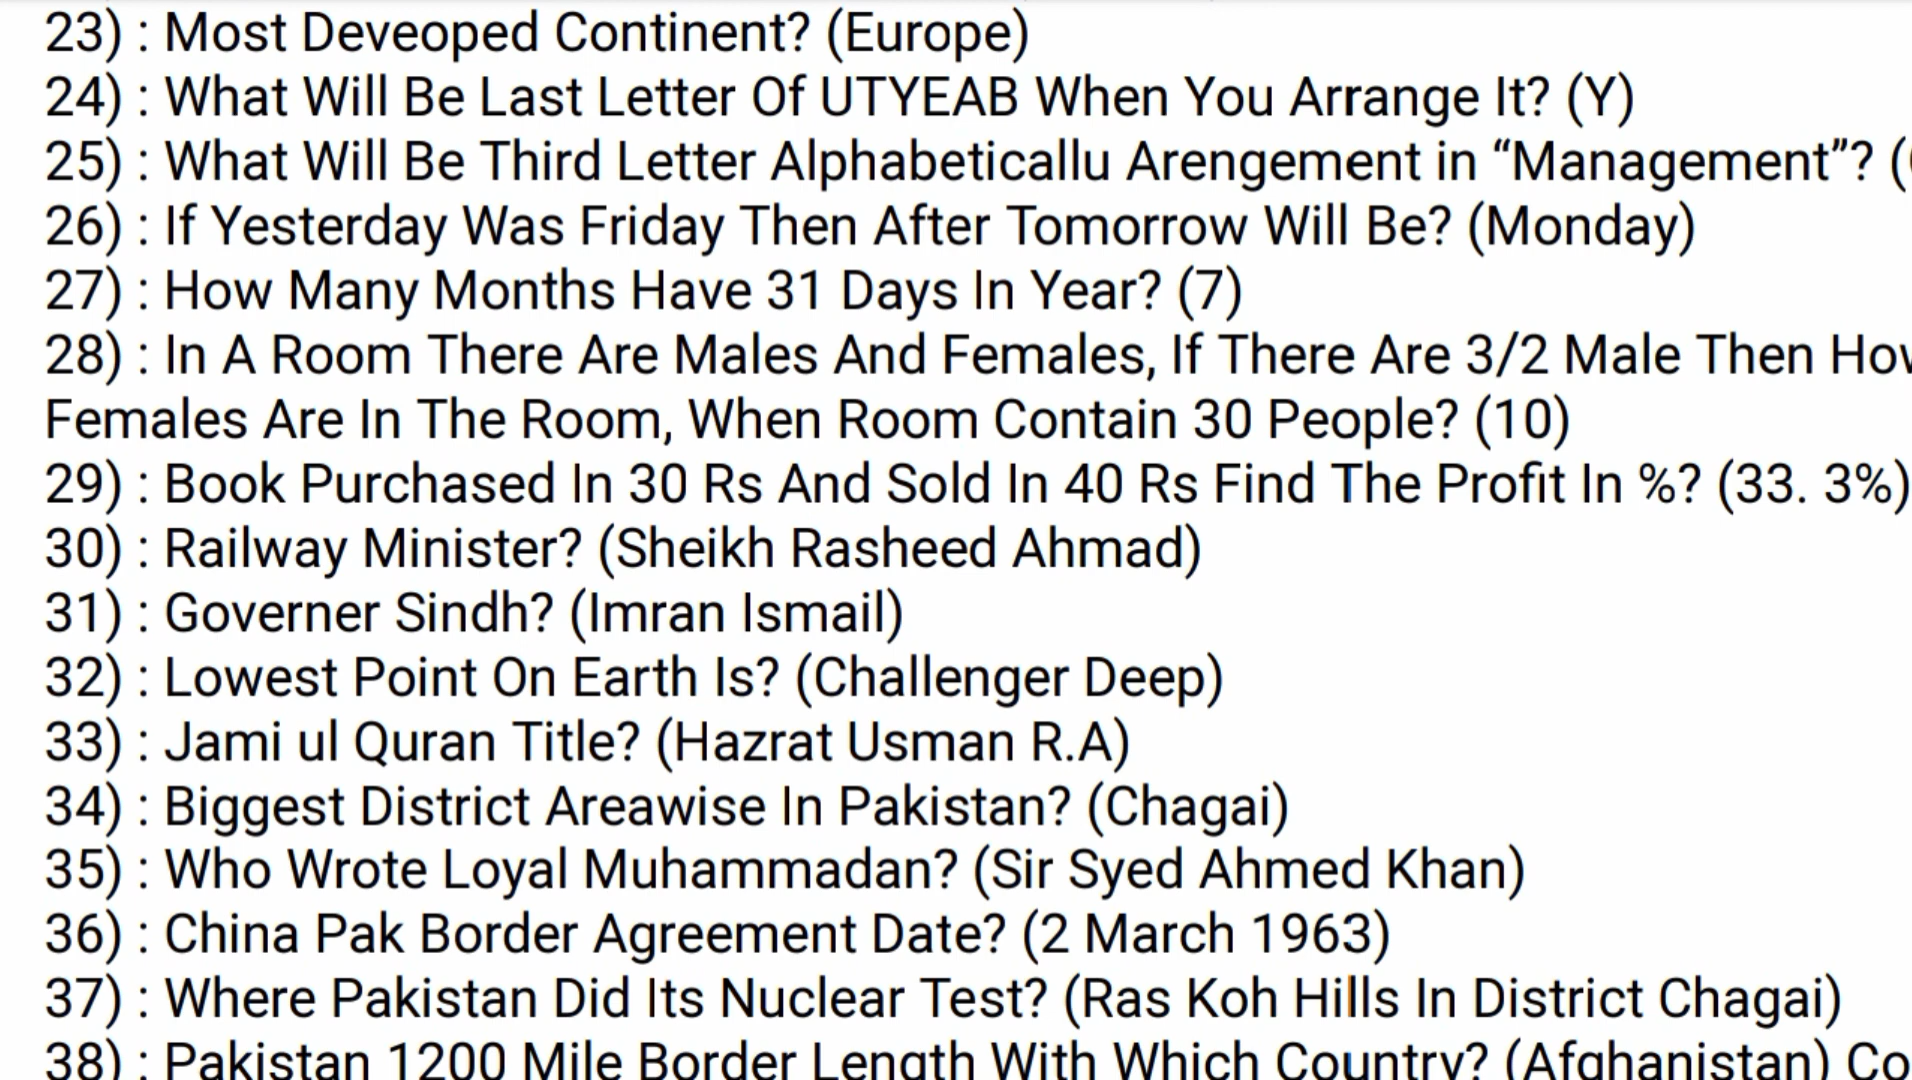 23) : Most Deveoped Continent? (Europe)
24) : What Will Be Last Letter Of UTYEAB When You Arrange It? (Y)
25) : What Will Be Third Letter Alphabeticallu Arengement in “Management”? (
26) : If Yesterday Was Friday Then After Tomorrow Will Be? (Monday)
27) : How Many Months Have 31 Days In Year? (7)
28) : In A Room There Are Males And Females, If There Are 3/2 Male Then
Females Are In The Room, When Room Contain 30 People? (10)
29) : Book Purchased In 30 Rs And Sold In 40 Rs Find The Profit In %? (33. 3%)
30) : Railway Minister? (Sheikh Rasheed Ahmad)
31) : Governer Sindh? (Imran Ismail)
32) : Lowest Point On Earth Is? (Challenger Deep)
33) : Jami ul Quran Title? (Hazrat Usman R.A)
34) : Biggest District Areawise In Pakistan? (Chagai)
35) : Who Wrote Loyal Muhammadan? (Sir Syed Ahmed Khan)
36) : China Pak Border Agreement Date? (2 March 1963)
37) : Where Pakistan Did Its Nuclear Test? (Ras Koh Hills In District Chagai)
38) : Pakistan 1200 Mile Border Length With Which Country? (Afghanistan) Co